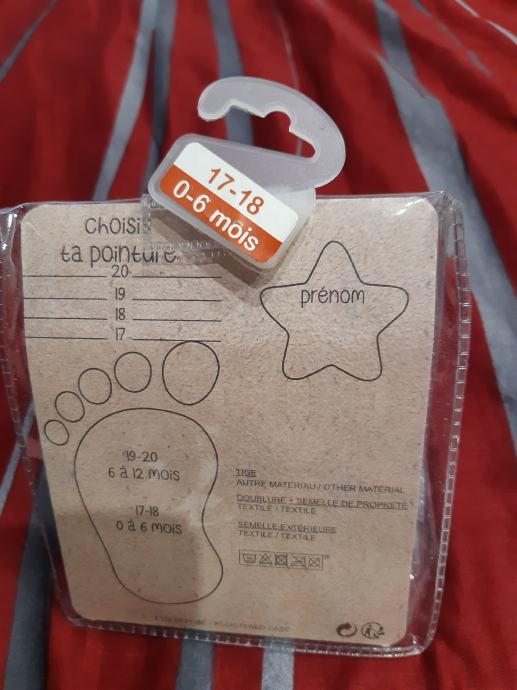 17-18
0-6 mois
choisis
ta pointure
20
19
18
17
prénom
19-20
6 à 12 mois
17-18
0 à 6 mois
TIGE
AUTRE MATERIAU / OTHER MATERIAL
DOUBLURE + SEMELLE DE PROPRETÉ
TEXTILE / TEXTILE
SEMELLE EXTÉRIEURE
TEXTILE / TEXTILE
/ REGISTERED CASE